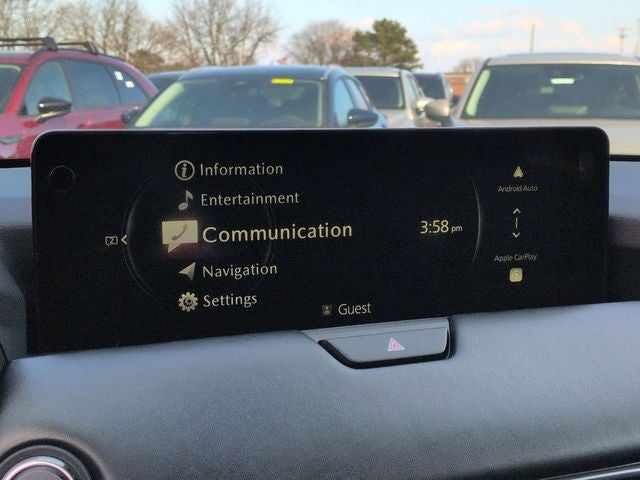 Information
Entertainment
Communication
Navigation
Settings
3:58 pm
Guest
Android Auto
Apple CarPlay